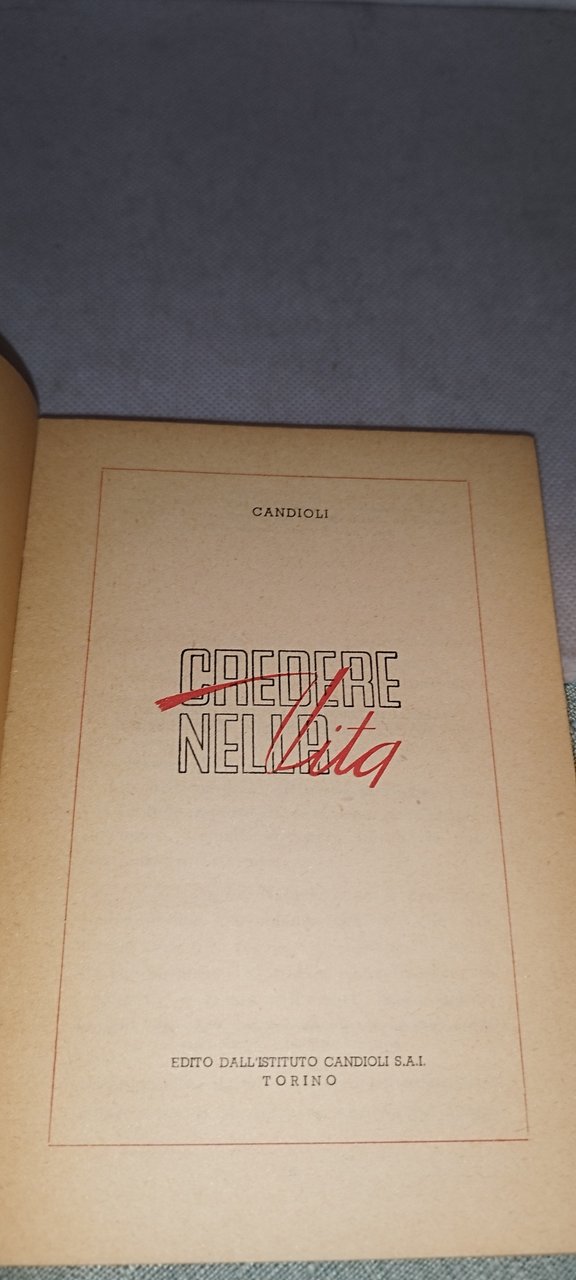 CANDIOLI
CREDERE
NELLA Vita
EDITO DALL'ISTITUTO CANDIOLI S.A.I.
TORINO